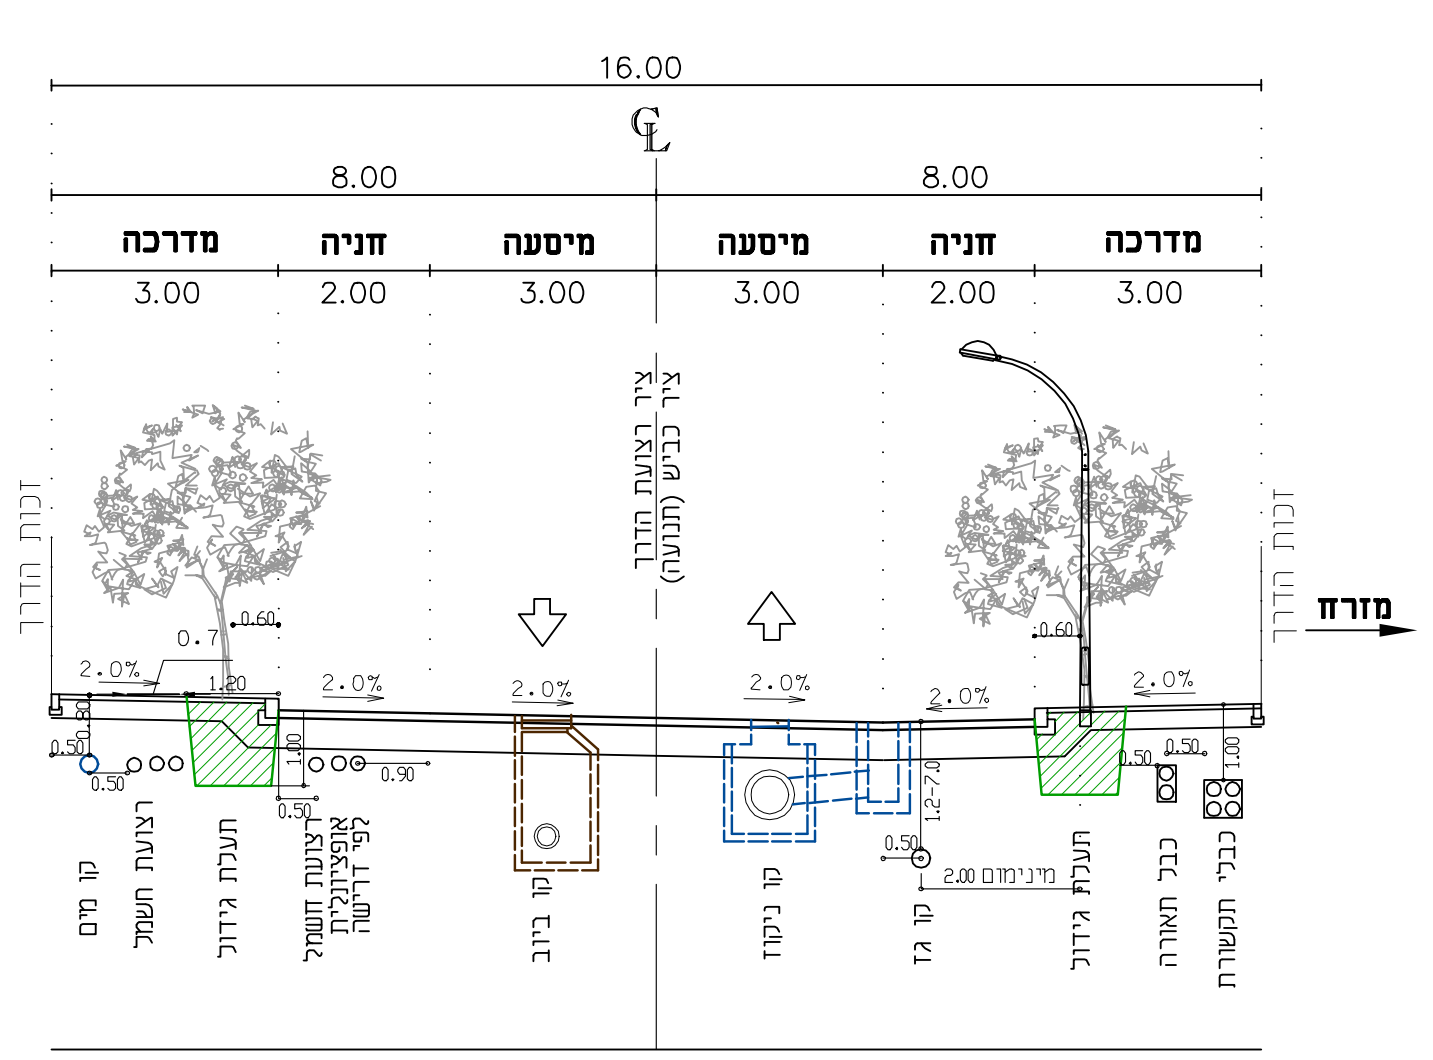 16.00
CL
8.00 8.00
מדרכה חניה מיסעה מיסעה חניה מדרכה
3.00 2.00 3.00 3.00 2.00 3.00
ציר רצועת הדרך
ציר כביש (תנועה)
זכות הדרך
זכות הדרך
מזרח
0.60
0.7
0.60
2.0%
1.20
2.0%
2.0%
2.0%
2.0%
2.0%
0.80
0.50
0.50
1.00
0.50
0.90
1.2-7.0
0.50
0.50
0.50
1.00
מינימום 2.00
קו מים
רצועת חשמל
תעלת גידול
רצועת חשמל
אופציונלית
לפי דרישה
קו ביוב
קו ניקוז
קו גז
תעלת גידול
כבל תאורה
כבלי תקשורת